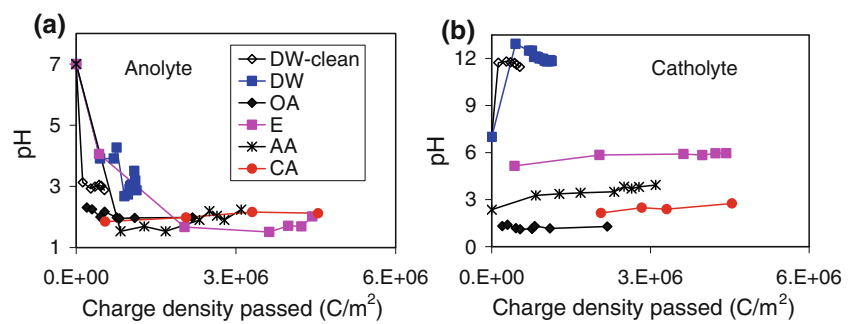 (a)
Anolyte
DW-clean
DW
OA
E
AA
CA
pH
7
5
3
1
0.E+00
3.E+06
6.E+06
Charge density passed (C/m²)
(b)
Catholyte
pH
12
9
6
3
0
0.E+00
3.E+06
6.E+06
Charge density passed (C/m²)